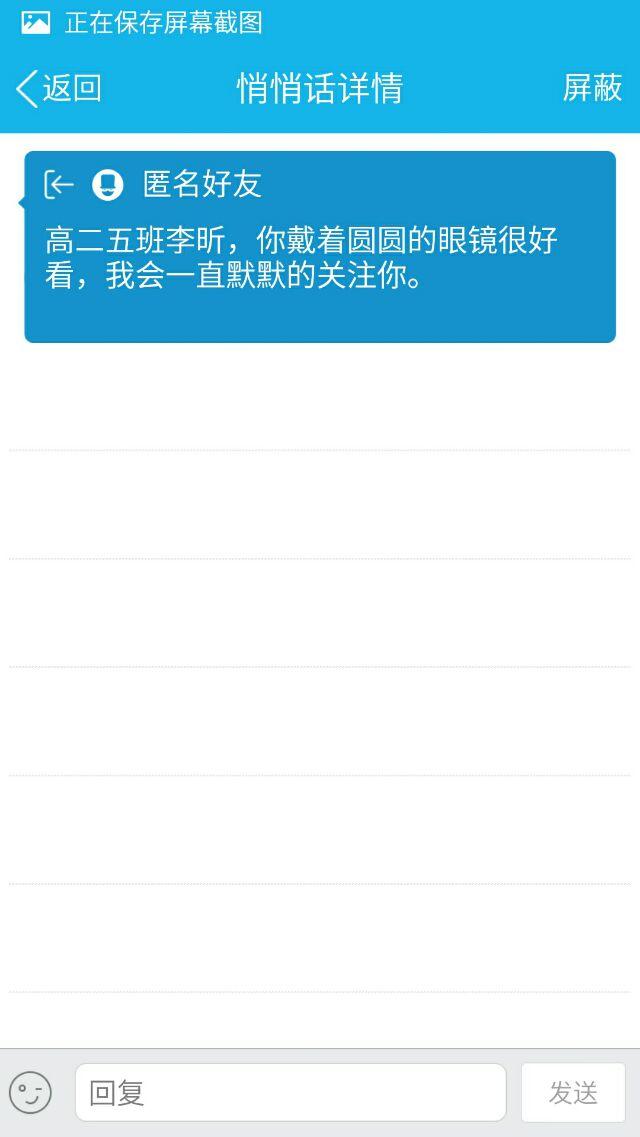 正在保存屏幕截图
返回
悄悄话详情
屏蔽
匿名好友
高二五班李昕，你戴着圆圆的眼镜很好
看，我会一直默默的关注你。
回复
发送